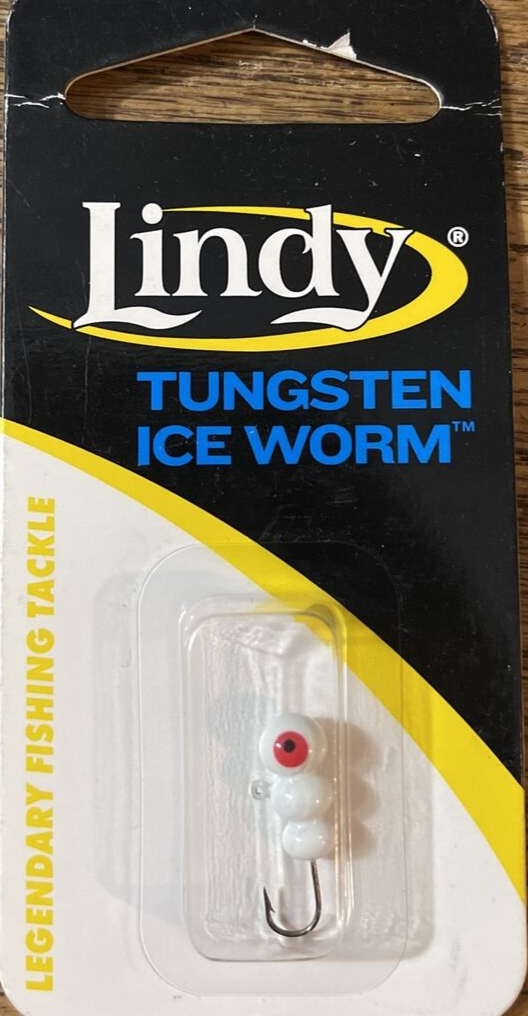 Lindy®
TUNGSTEN
ICE WORM™
LEGENDARY FISHING TACKLE